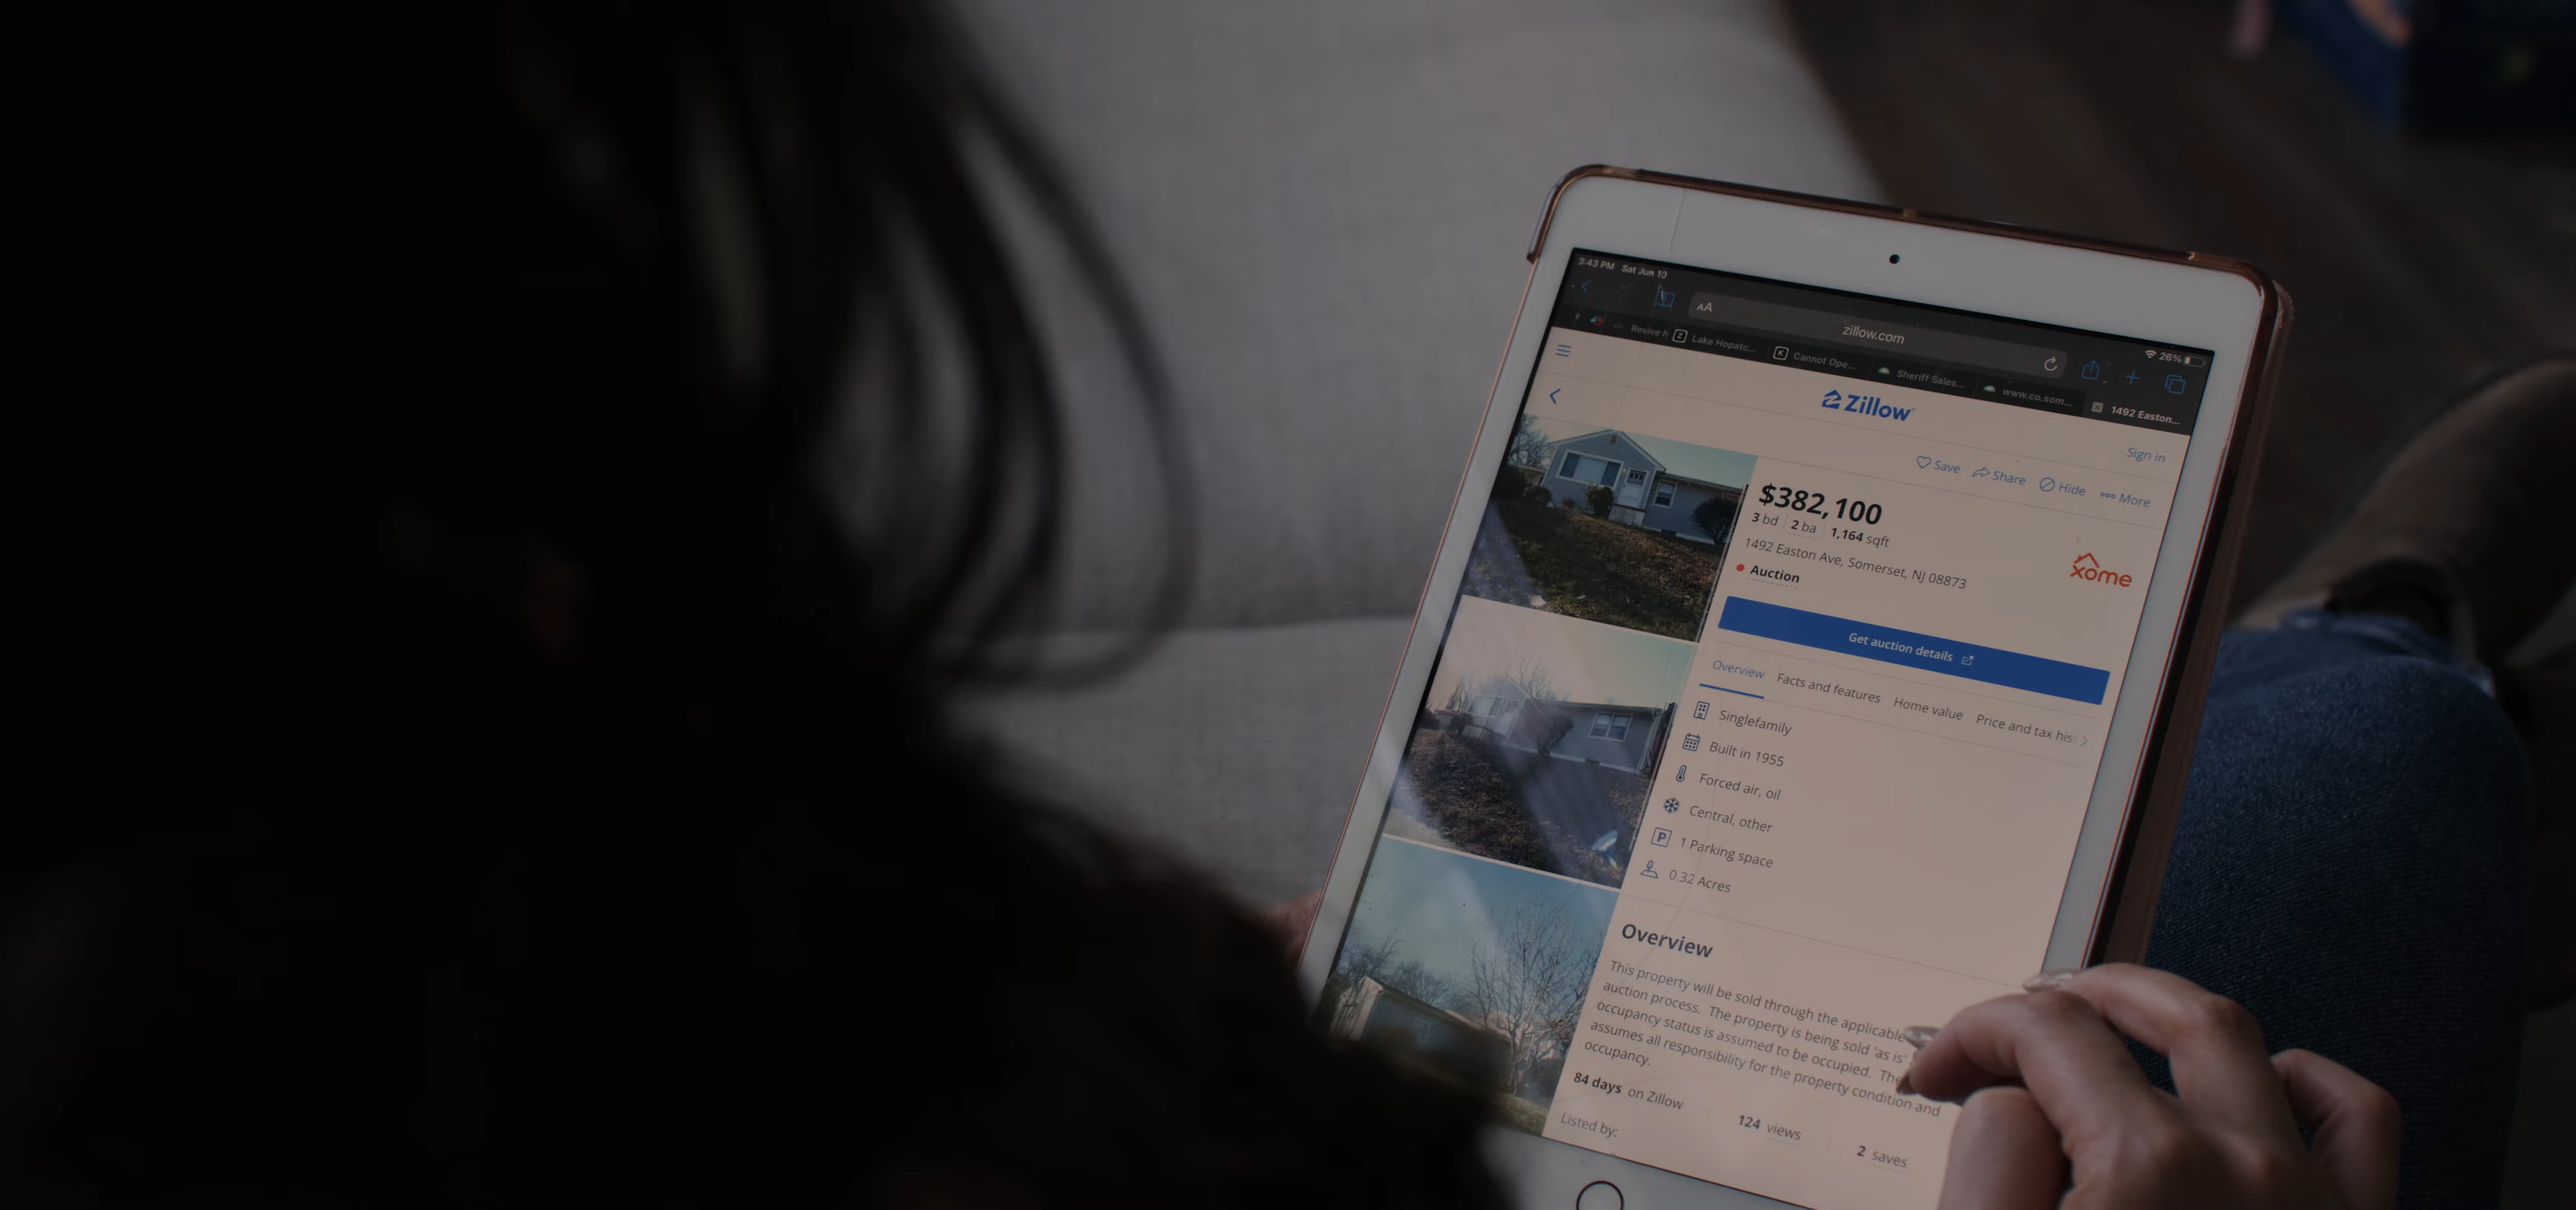 3:43 PM Sat Jun 10
26%
AA
zillow.com
Revive h
Lake Hopatc...
Cannot Ope...
Sheriff Sales...
www.co.som...
1492 Easton...
Zillow
Sign in
Save
Share
Hide
More
$382,100
3 bd 2 ba 1,164 sqft
1492 Easton Ave, Somerset, NJ 08873
Auction
xome
Get auction details
Overview
Facts and features
Home value
Price and tax his
Singlefamily
Built in 1955
Forced air, oil
Central, other
P 1 Parking space
0.32 Acres
Overview
This property will be sold through the applicable
auction process. The property is being sold 'as is'
occupancy status is assumed to be occupied. The
assumes all responsibility for the property condition and
occupancy.
84 days on Zillow
124 views
2 saves
Listed by: